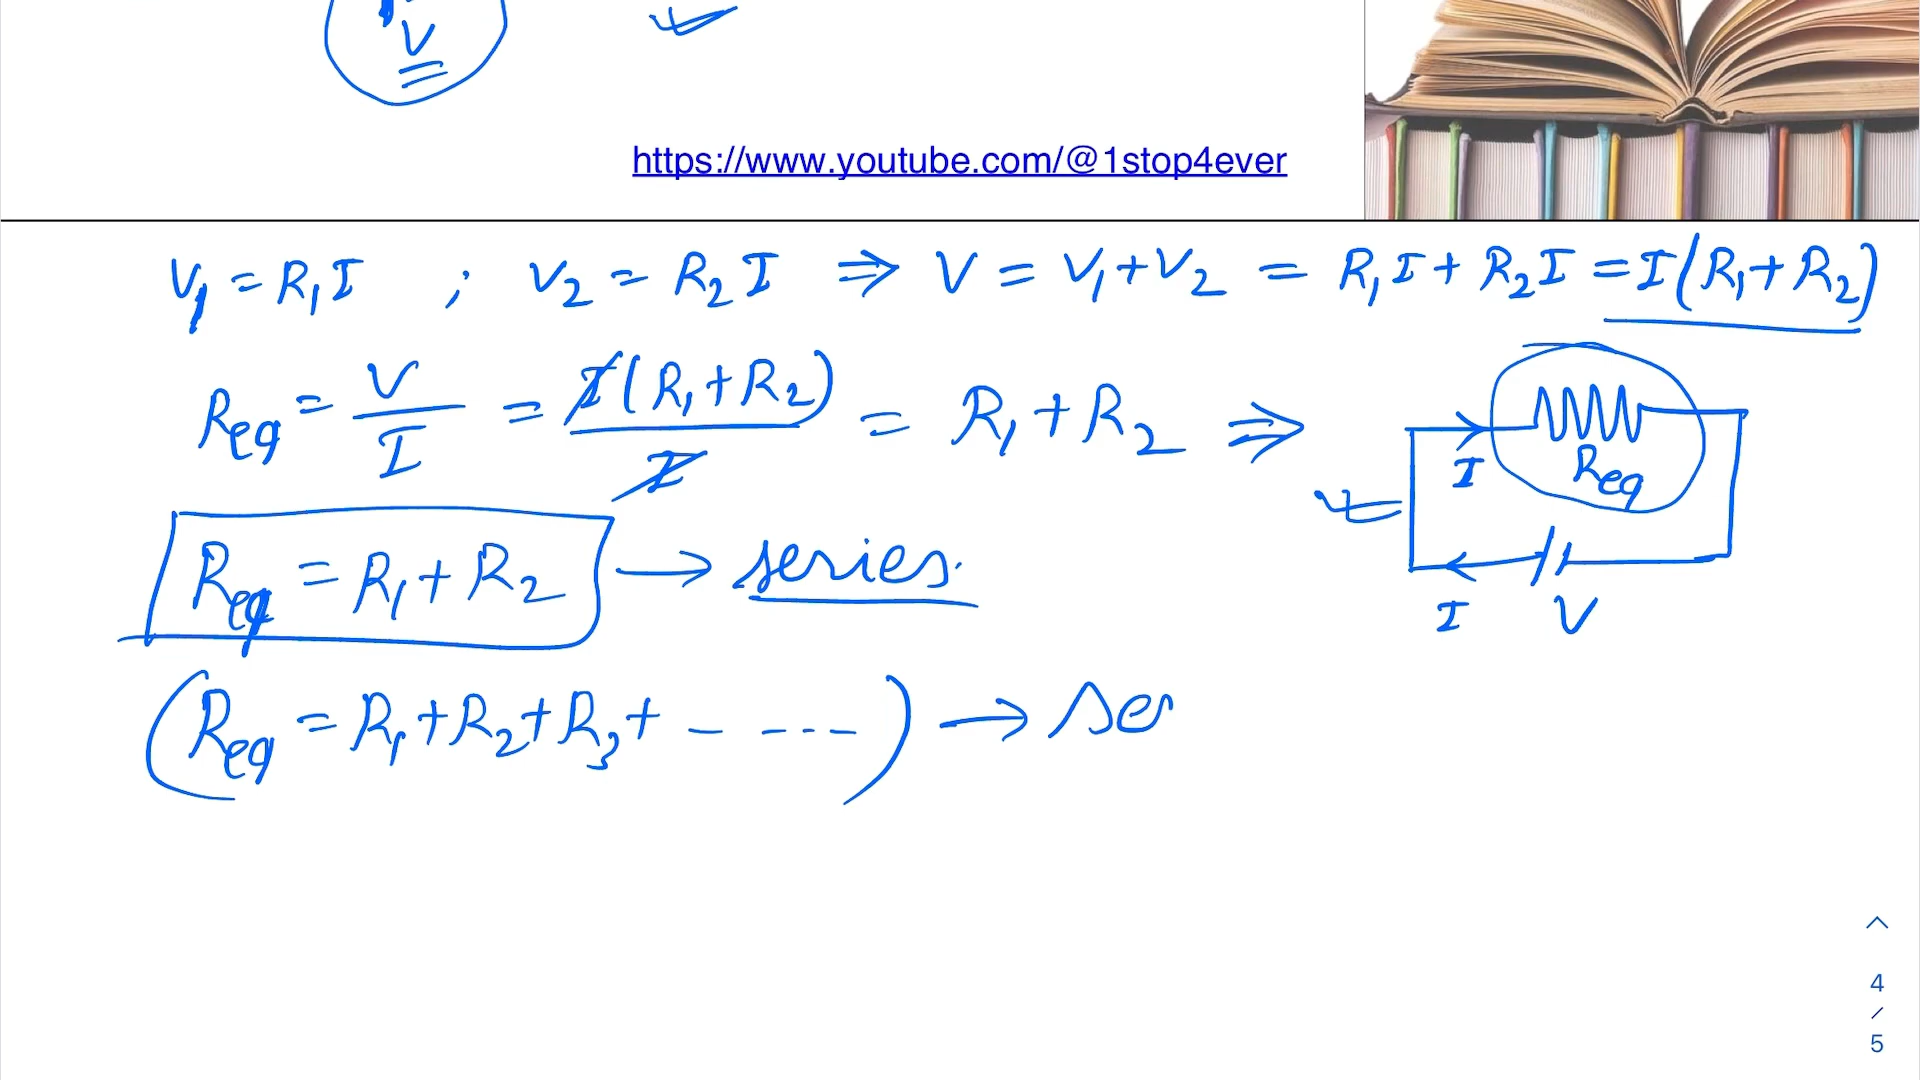 V
https://www.youtube.com/@1stop4ever
V₁ = R₁I ; V₂ = R₂I ⇒ V = V₁ + V₂ = R₁I + R₂I = I(R₁+R₂)
Req = V/I = I(R₁+R₂)/I = R₁+R₂ ⇒
Req
I
Req = R₁+R₂ → series.
I V
(Req = R₁+R₂+R₃+ - ---) → ser
4
/
5